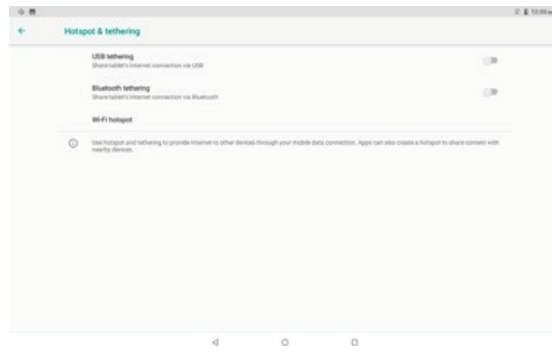 12:03
Hotspot & tethering
USB tethering
Share tablet's internet connection via USB
Bluetooth tethering
Share tablet's internet connection via Bluetooth
Wi-Fi hotspot
Use hotspot and tethering to provide internet to other devices through your mobile data connection. Apps can also create a hotspot to share content with
nearby devices.